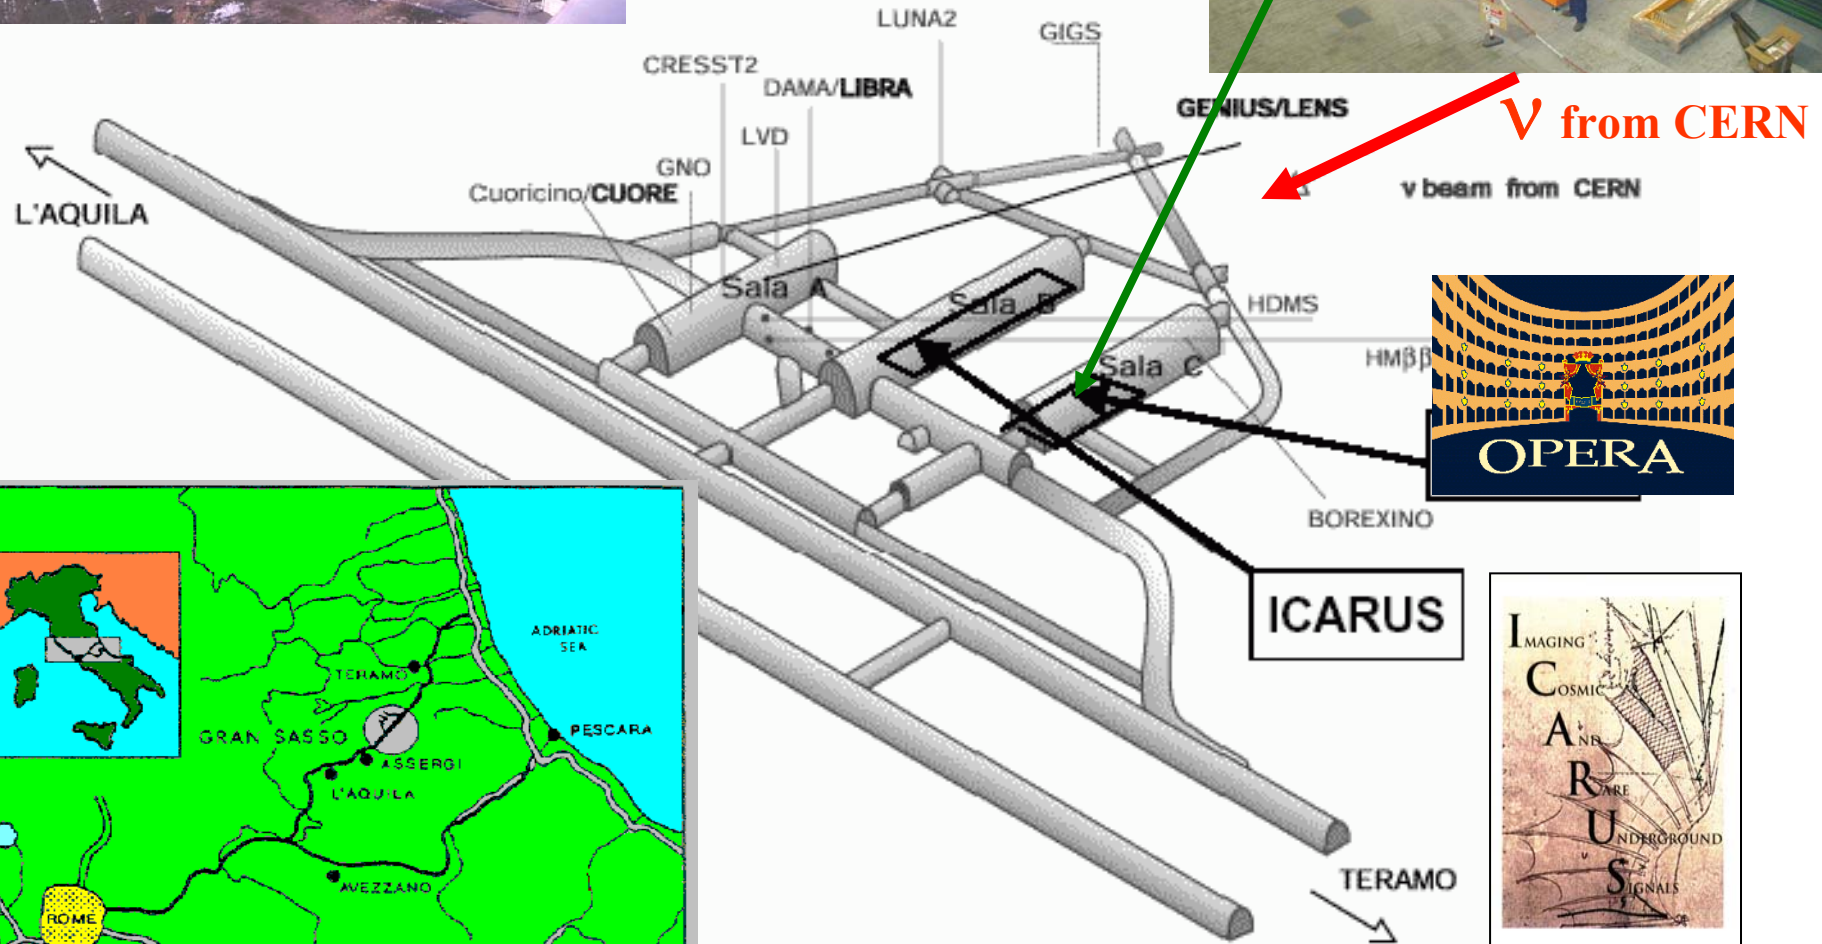 LUNA2
GIGS
CRESST2
DAMA/LIBRA
GENIUS/LENS
ν from CERN
LVD
GNO
Cuoricino/CUORE
ν beam from CERN
L'AQUILA
Sala A
Sala B
HDMS
HMββ
Sala C
OPERA
BOREXINO
ICARUS
ADRIATIC
SEA
TERAMO
GRAN SASSO
PESCARA
ASSERGI
L'AQUILA
AVEZZANO
ROME
IMAGING
COSMIC
AND
RARE
UNDERGROUND
SIGNALS
TERAMO